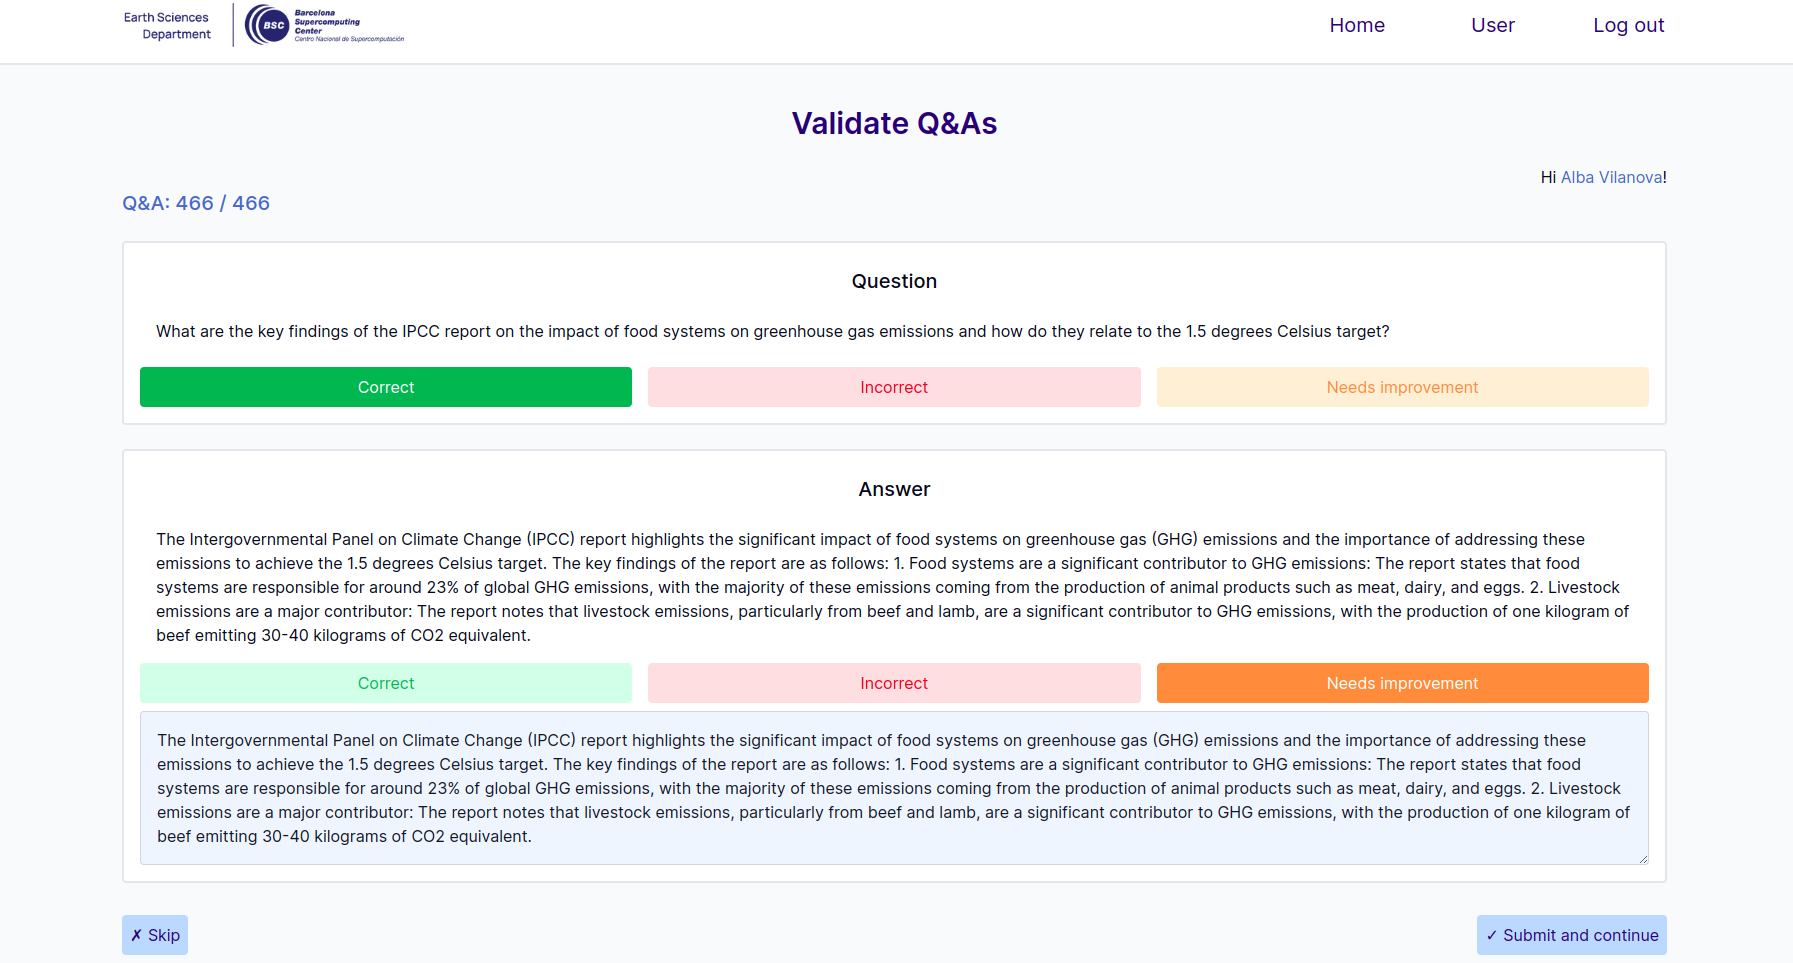 Earth Sciences
Department
BSC
Barcelona
Supercomputing
Center
Centro Nacional de Supercomputación
Home
User
Log out
Validate Q&As
Hi Alba Vilanova!
Q&A: 466 / 466
Question
What are the key findings of the IPCC report on the impact of food systems on greenhouse gas emissions and how do they relate to the 1.5 degrees Celsius target?
Correct
Incorrect
Needs improvement
Answer
The Intergovernmental Panel on Climate Change (IPCC) report highlights the significant impact of food systems on greenhouse gas (GHG) emissions and the importance of addressing these
emissions to achieve the 1.5 degrees Celsius target. The key findings of the report are as follows: 1. Food systems are a significant contributor to GHG emissions: The report states that food
systems are responsible for around 23% of global GHG emissions, with the majority of these emissions coming from the production of animal products such as meat, dairy, and eggs. 2. Livestock
emissions are a major contributor: The report notes that livestock emissions, particularly from beef and lamb, are a significant contributor to GHG emissions, with the production of one kilogram of
beef emitting 30-40 kilograms of CO2 equivalent.
Correct
Incorrect
Needs improvement
The Intergovernmental Panel on Climate Change (IPCC) report highlights the significant impact of food systems on greenhouse gas (GHG) emissions and the importance of addressing these
emissions to achieve the 1.5 degrees Celsius target. The key findings of the report are as follows: 1. Food systems are a significant contributor to GHG emissions: The report states that food
systems are responsible for around 23% of global GHG emissions, with the majority of these emissions coming from the production of animal products such as meat, dairy, and eggs. 2. Livestock
emissions are a major contributor: The report notes that livestock emissions, particularly from beef and lamb, are a significant contributor to GHG emissions, with the production of one kilogram of
beef emitting 30-40 kilograms of CO2 equivalent.
✗ Skip
✓ Submit and continue